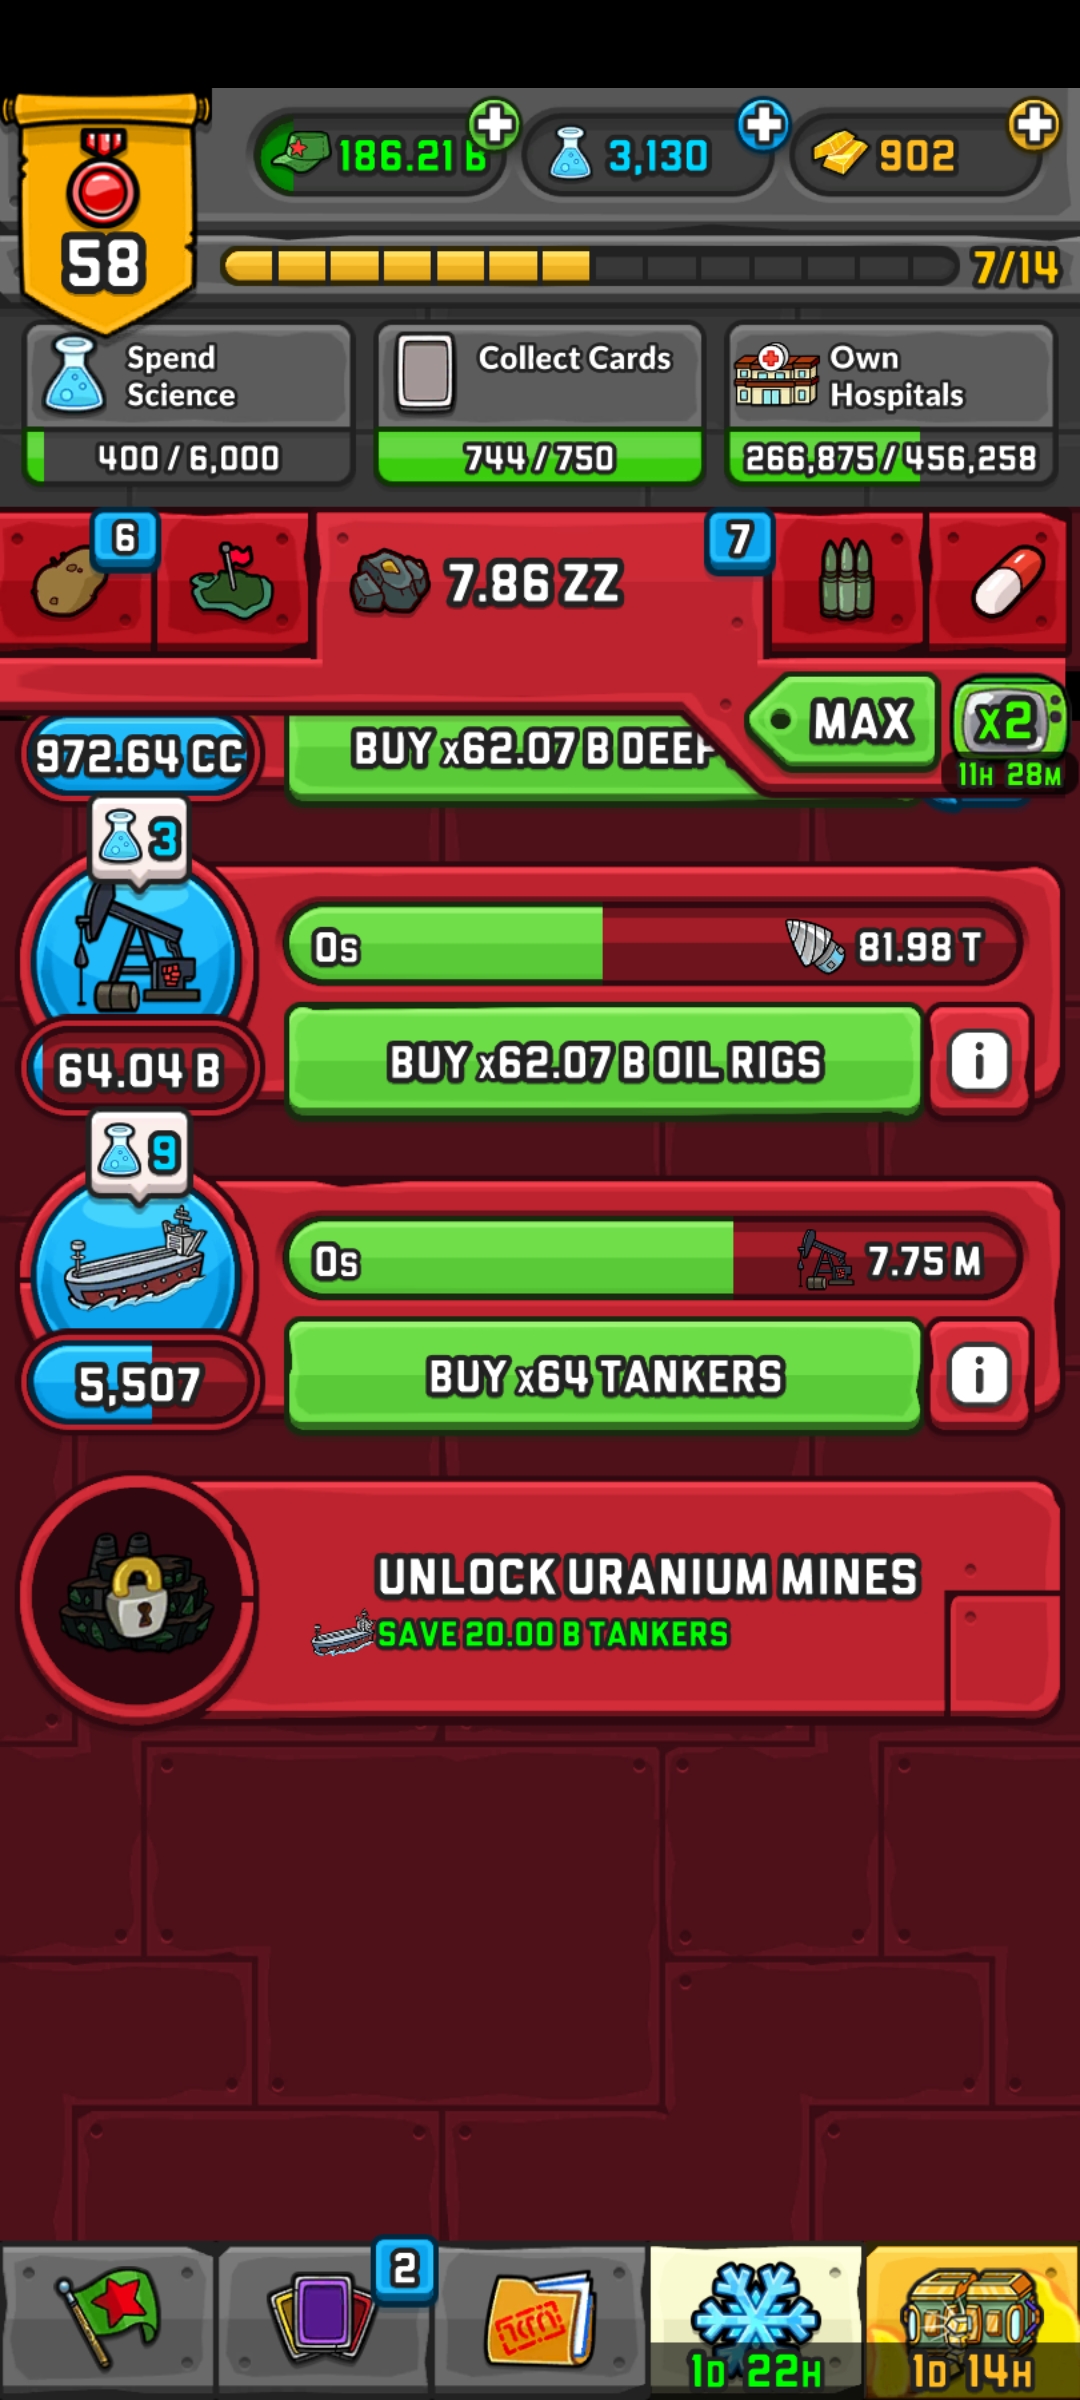 58
186.21 B
3,130
902
7/14
Spend
Science
400 / 6,000
Collect Cards
744 / 750
Own
Hospitals
266,875 / 456,258
6
7.86 ZZ
7
MAX
x2
11H 28M
972.64 CC
BUY x62.07 B DEEP
3
0s
81.98 T
64.04 B
BUY x62.07 B OIL RIGS
i
9
0s
7.75 M
5,507
BUY x64 TANKERS
i
UNLOCK URANIUM MINES
SAVE 20.00 B TANKERS
2
1D 22H
1D 14H